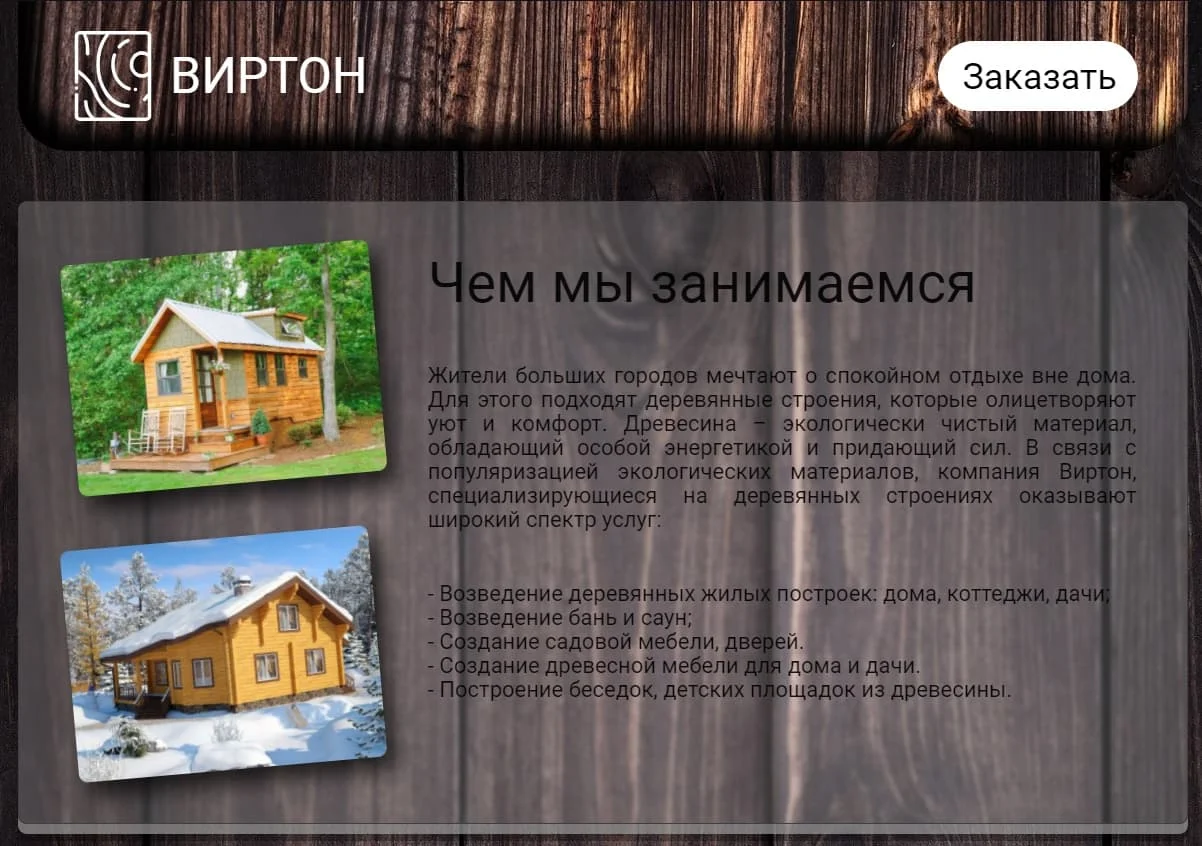 ВИРТОН
Заказать
Чем мы занимаемся
Жители больших городов мечтают о спокойном отдыхе вне дома.
Для этого подходят деревянные строения, которые олицетворяют
уют и комфорт. Древесина – экологически чистый материал,
обладающий особой энергетикой и придающий сил. В связи с
популяризацией экологических материалов, компания Виртон,
специализирующиеся на деревянных строениях оказывают
широкий спектр услуг:
- Возведение деревянных жилых построек: дома, коттеджи, дачи;
- Возведение бань и саун;
- Создание садовой мебели, дверей.
- Создание древесной мебели для дома и дачи.
- Построение беседок, детских площадок из древесины.